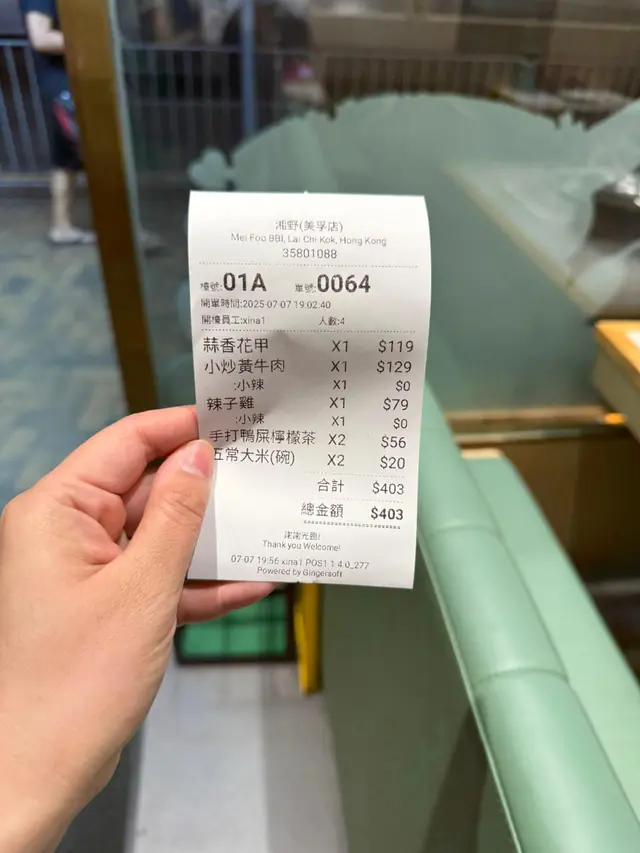 湘野(美孚店)
Mei Foo BBI, Lai Chi Kok, Hong Kong
35801088
檯號:01A 單號:0064
開單時間:2025-07-07 19:02:40
開檯員工:xina1 人數:4
蒜香花甲 X1 $119
小炒黃牛肉 X1 $129
:小辣 X1 $0
辣子雞 X1 $79
:小辣 X1 $0
手打鴨屎檸檬茶 X2 $56
五常大米(碗) X2 $20
合計 $403
總金額 $403
謝謝光臨!
Thank you Welcome!
07-07 19:56 xina1 POS1 1.4.0_277
Powered by Gingersoft